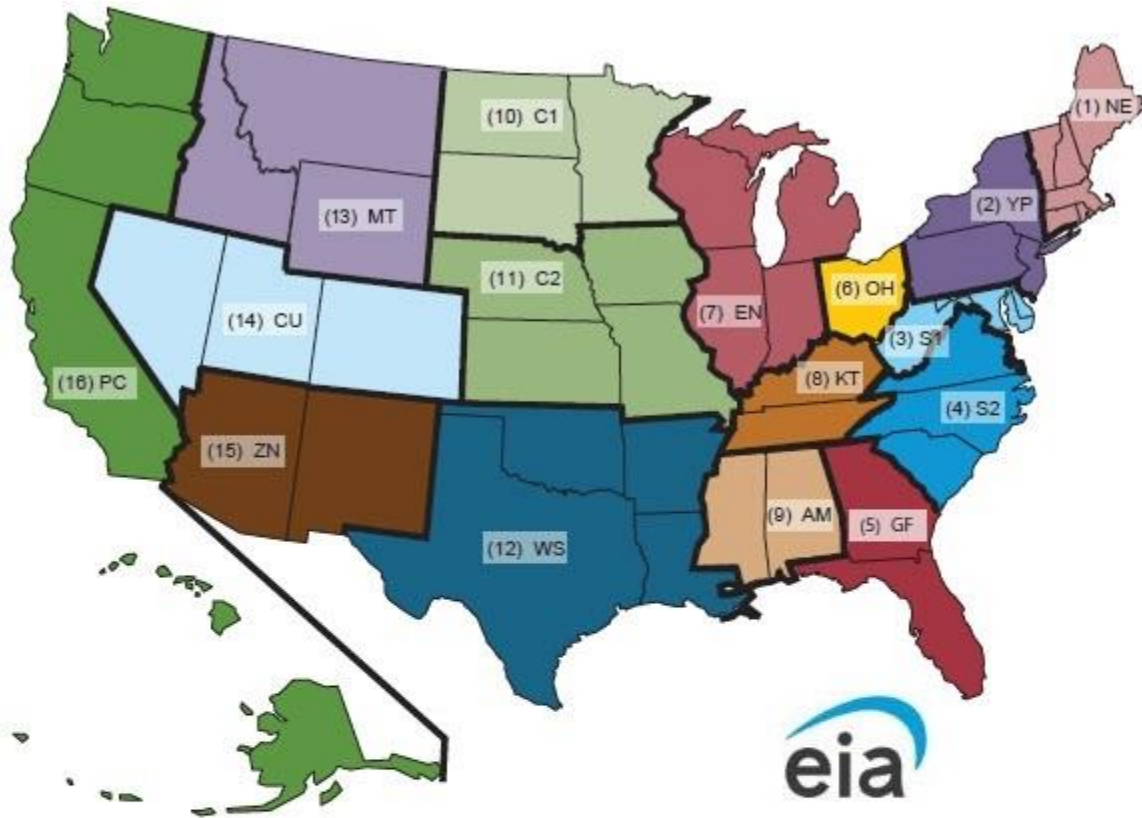 (1) NE
(10) C1
(2) YP
(13) MT
(11) C2
(6) OH
(7) EN
(14) CU
(3) S1
(8) KT
(16) PC
(4) S2
(15) ZN
(9) AM
(5) GF
(12) WS
eia